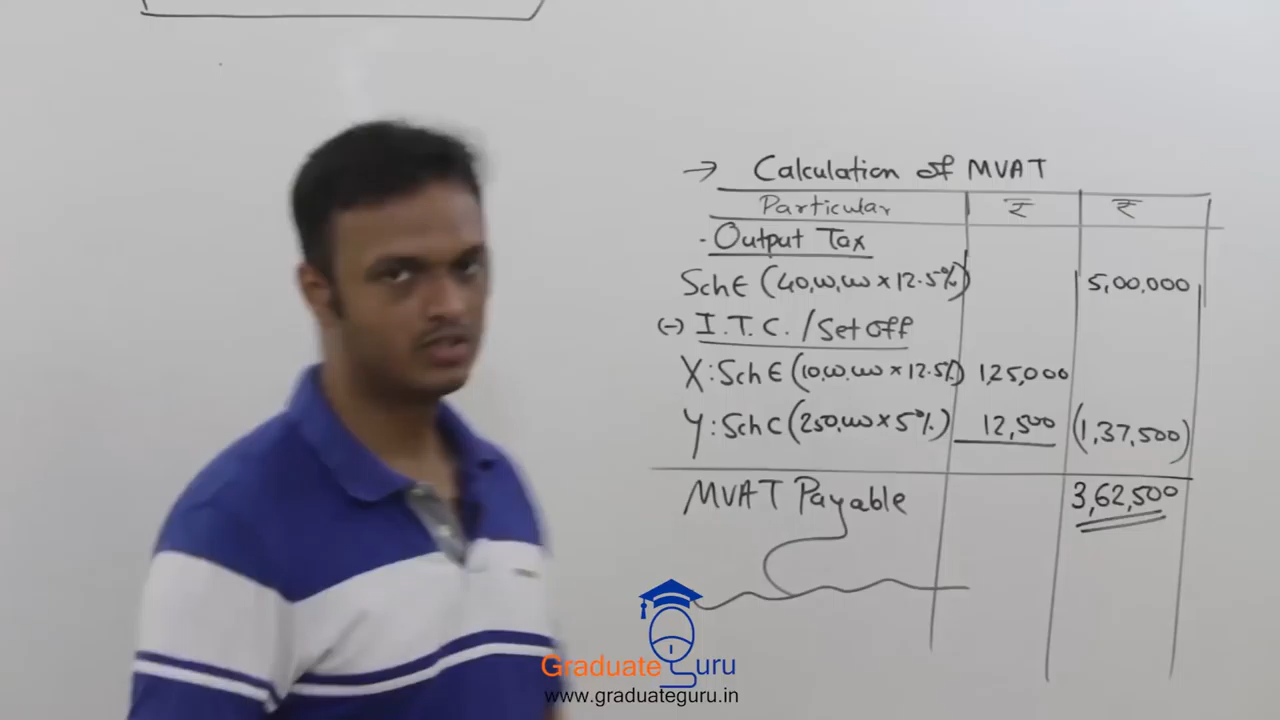 → Calculation of MVAT
Particular ₹ ₹
. Output Tax
Sch E (40,00,000 × 12.5%) 5,00,000
(-) I.T.C. / Set off
X : Sch E (10,00,000 × 12.5%) 1,25,000
Y : Sch C (250,000 × 5%) 12,500 (1,37,500)
MVAT Payable 3,62,500
Graduate Guru
www.graduateguru.in